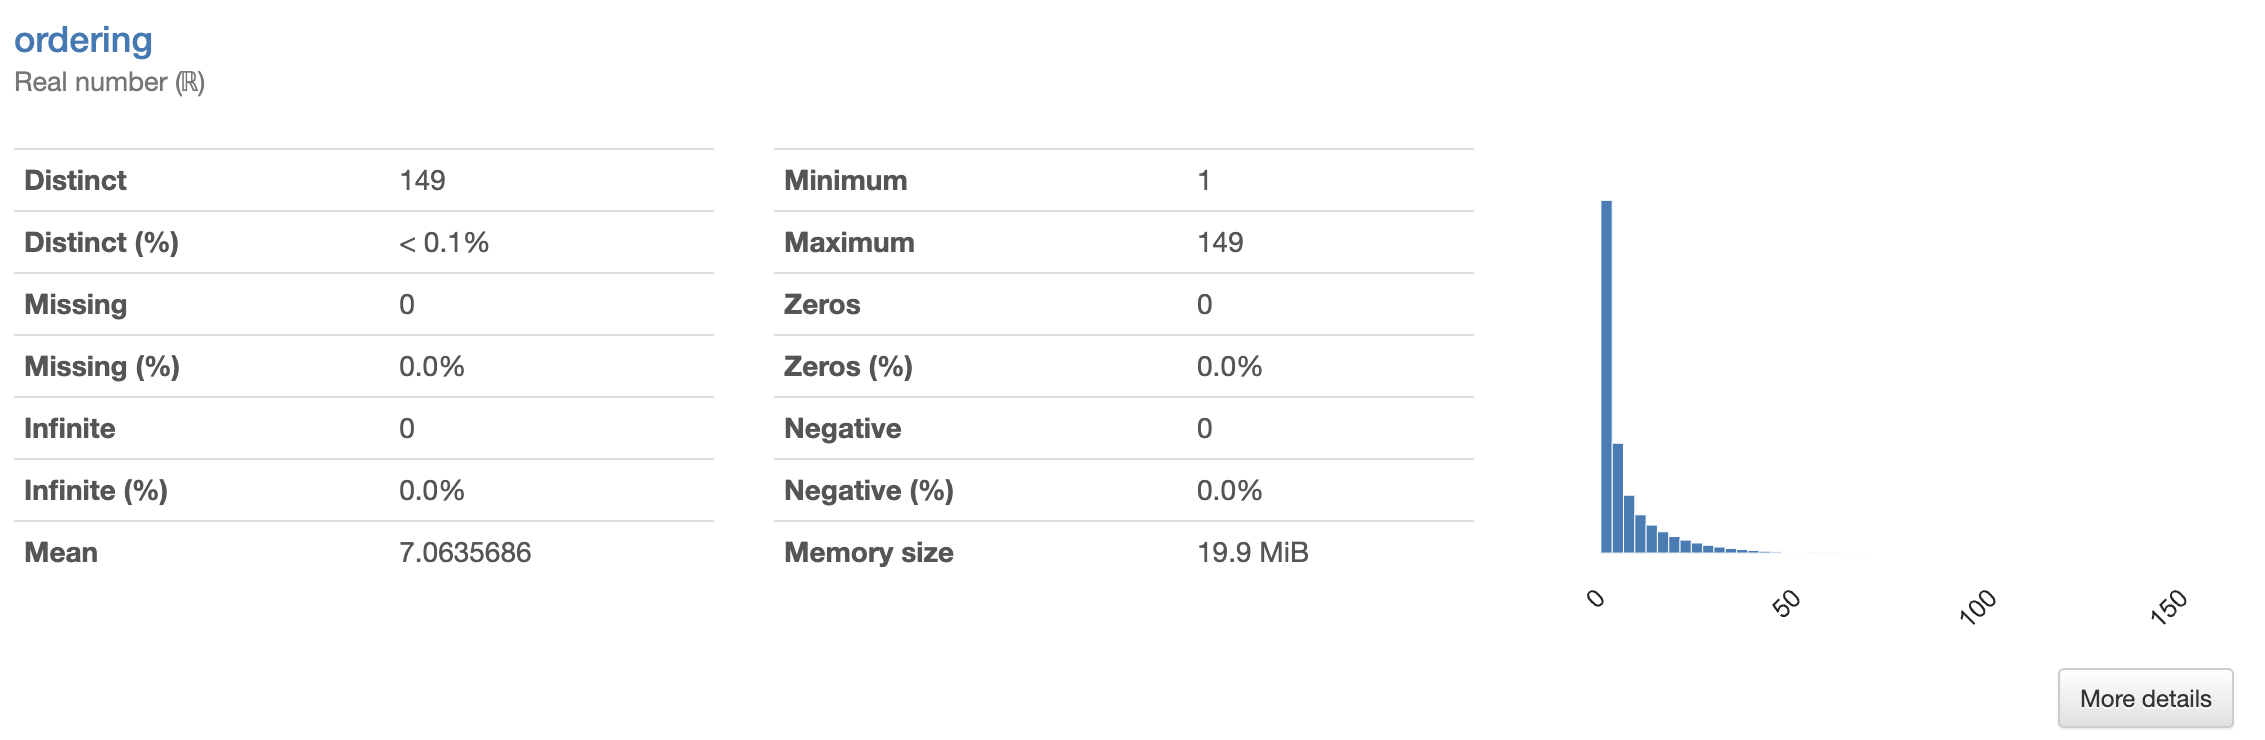 ordering
Real number (ℝ)
Distinct 149
Distinct (%) < 0.1%
Missing 0
Missing (%) 0.0%
Infinite 0
Infinite (%) 0.0%
Mean 7.0635686
Minimum 1
Maximum 149
Zeros 0
Zeros (%) 0.0%
Negative 0
Negative (%) 0.0%
Memory size 19.9 MiB
0 50 100 150
More details